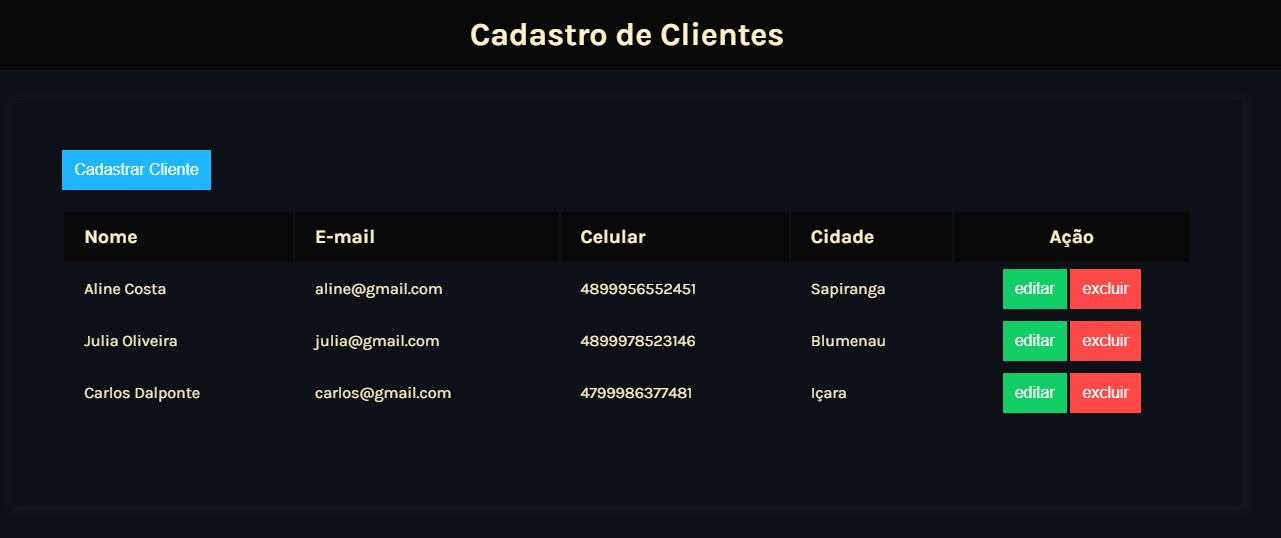 Cadastro de Clientes
Cadastrar Cliente
Nome E-mail Celular Cidade Ação
Aline Costa aline@gmail.com 4899956552451 Sapiranga editar excluir
Julia Oliveira julia@gmail.com 4899978523146 Blumenau editar excluir
Carlos Dalponte carlos@gmail.com 4799986377481 Içara editar excluir